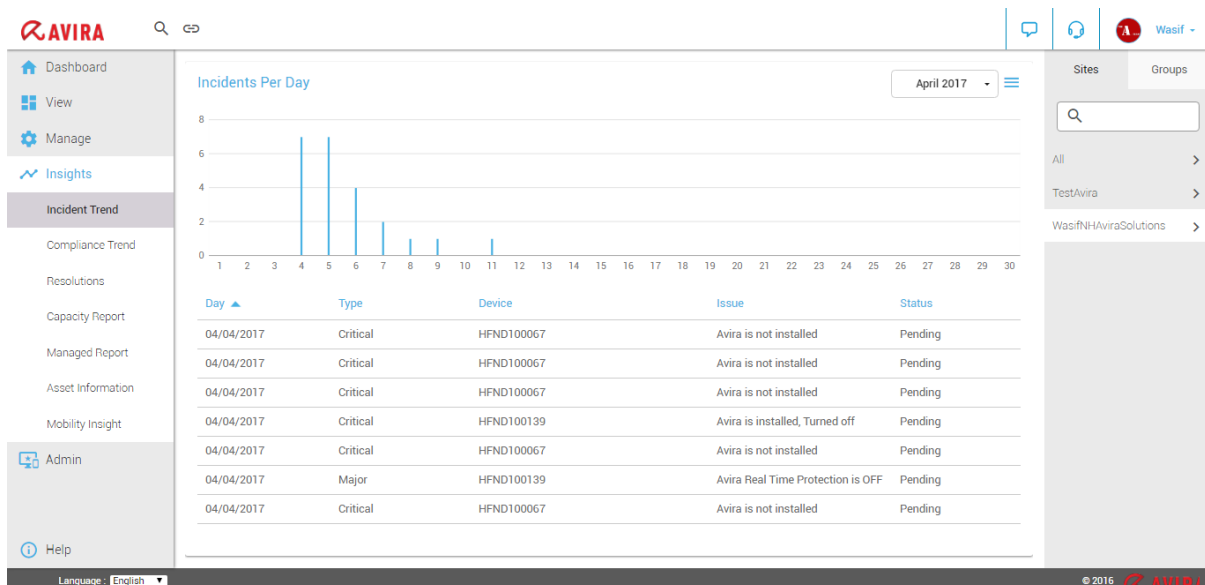 AVIRA
Wasif
Dashboard
View
Manage
Insights
Incident Trend
Compliance Trend
Resolutions
Capacity Report
Managed Report
Asset Information
Mobility Insight
Admin
Help
Incidents Per Day
April 2017
8
6
4
2
0
1 2 3 4 5 6 7 8 9 10 11 12 13 14 15 16 17 18 19 20 21 22 23 24 25 26 27 28 29 30
Day Type Device Issue Status
04/04/2017 Critical HFND100067 Avira is not installed Pending
04/04/2017 Critical HFND100067 Avira is not installed Pending
04/04/2017 Critical HFND100067 Avira is not installed Pending
04/04/2017 Critical HFND100139 Avira is installed, Turned off Pending
04/04/2017 Critical HFND100067 Avira is not installed Pending
04/04/2017 Major HFND100139 Avira Real Time Protection is OFF Pending
04/04/2017 Critical HFND100067 Avira is not installed Pending
Sites Groups
All
TestAvira
WasifNHAviraSolutions
Language : English
© 2016 AVIRA